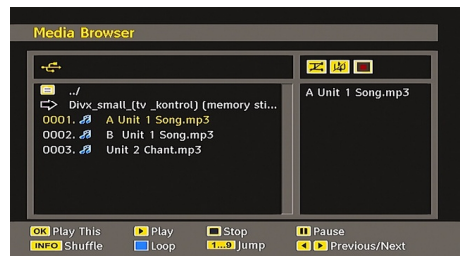 Media Browser
../
Divx_small_(tv _kontrol) (memory sti...
A Unit 1 Song.mp3
0001. A Unit 1 Song.mp3
0002. B Unit 1 Song.mp3
0003. Unit 2 Chant.mp3
OK Play This Play Stop Pause
INFO Shuffle Loop 1...9 Jump Previous/Next